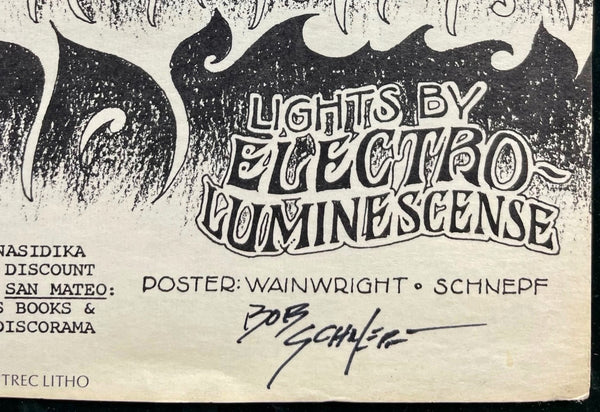 LIGHTS BY
ELECTRO~
LUMINESCENSE
NASIDIKA
DISCOUNT
SAN MATEO:
S BOOKS &
DISCORAMA
POSTER: WAINWRIGHT • SCHNEPF
BOB
SCHNEPF
TREC LITHO